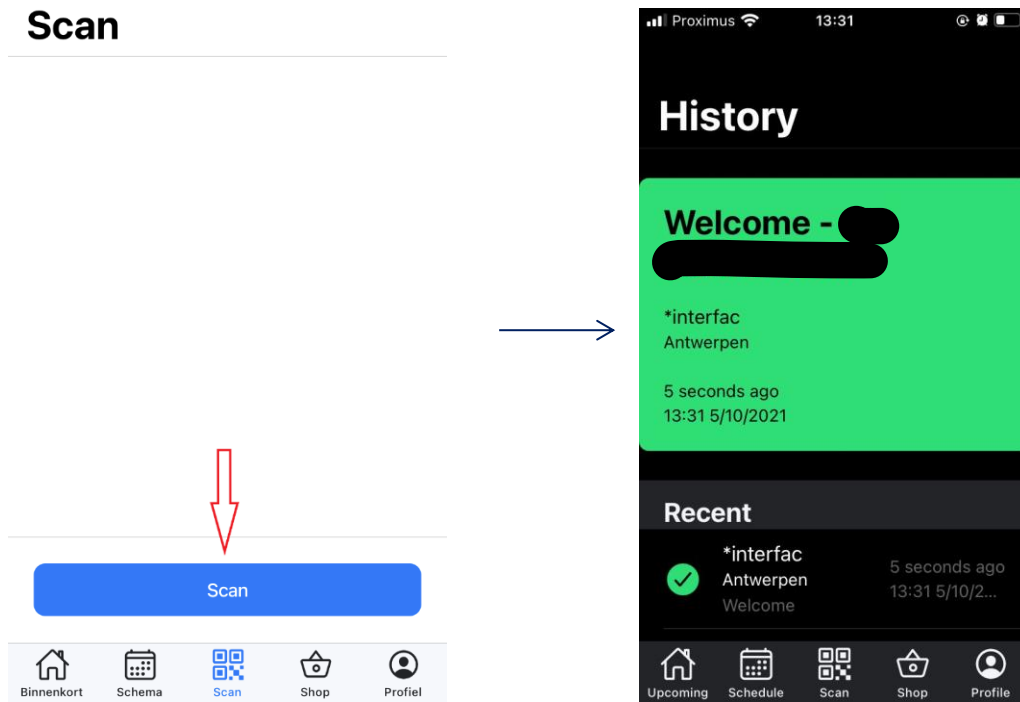 Scan
Scan
Binnenkort
Schema
Scan
Shop
Profiel
Proximus
13:31
History
Welcome -
*interfac
Antwerpen
5 seconds ago
13:31 5/10/2021
Recent
*interfac
5 seconds ago
Antwerpen
13:31 5/10/2...
Welcome
Upcoming
Schedule
Scan
Shop
Profile